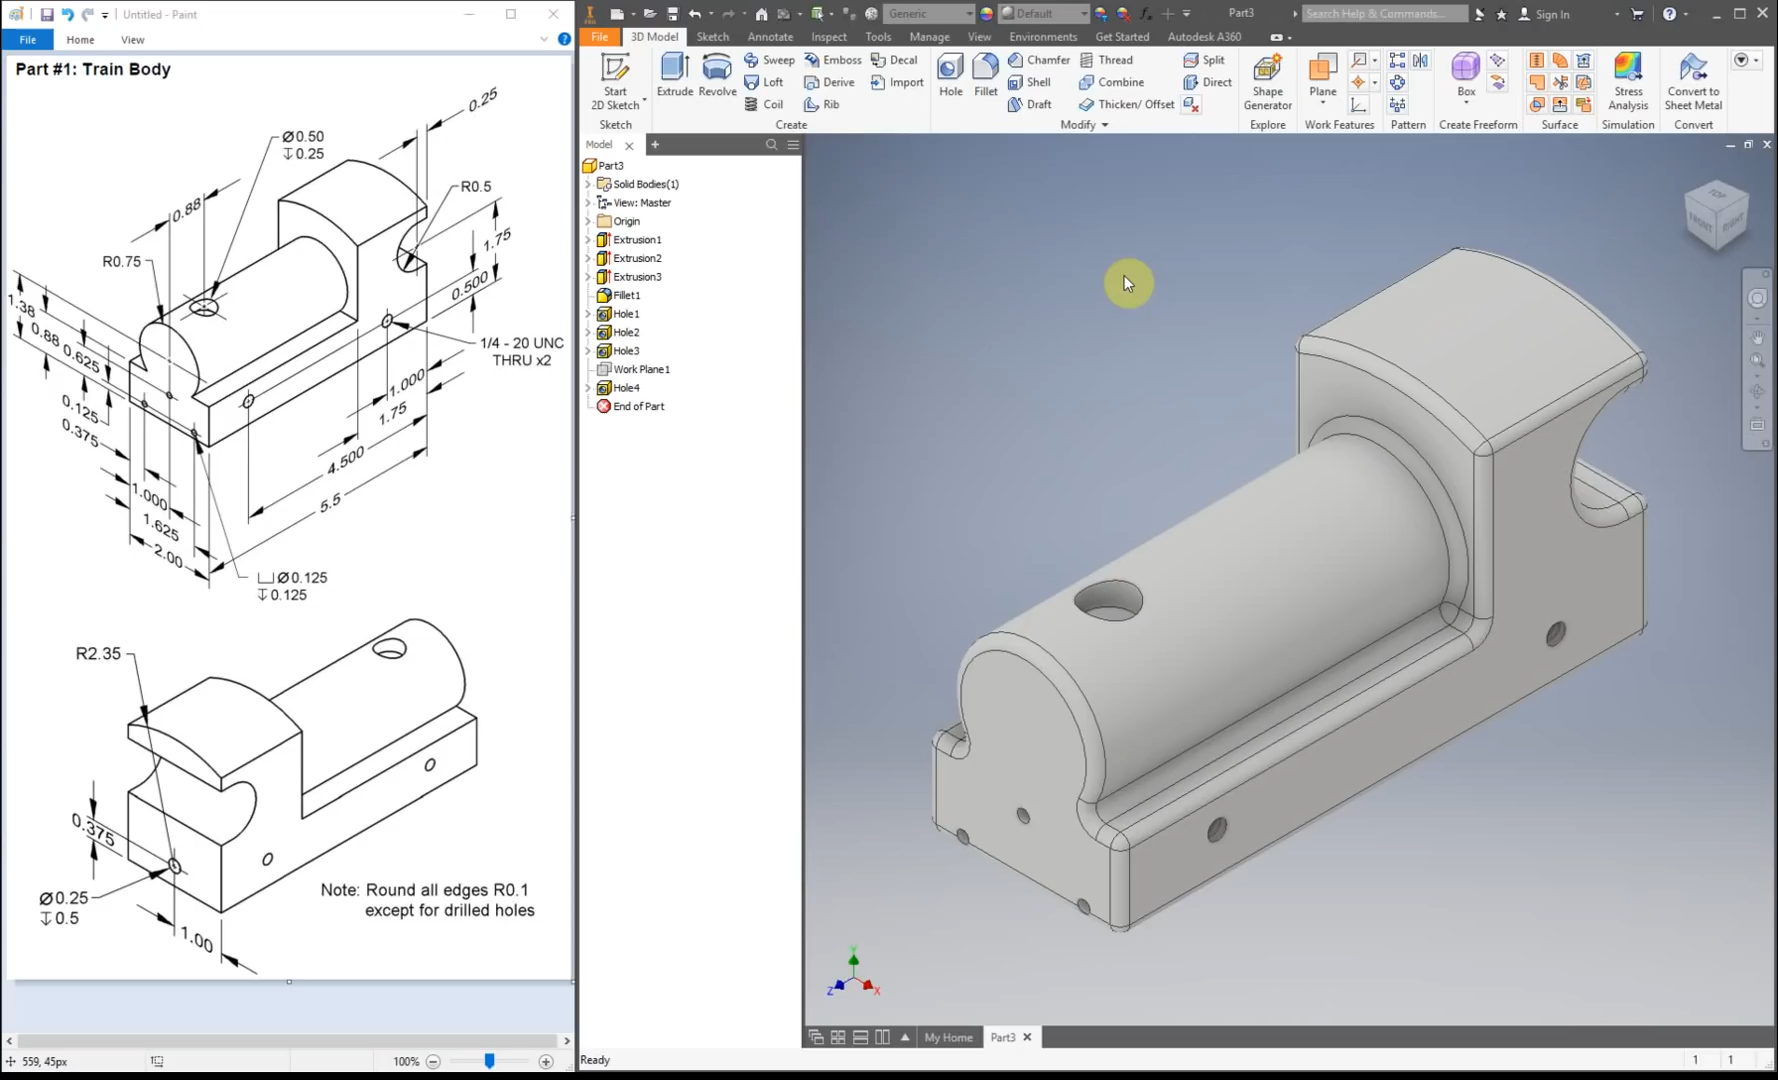 Untitled - Paint
File
Home
View
Part #1: Train Body
0.25
Ø0.50
↧0.25
0.88
R0.5
R0.75
1.75
0.500
1.38
0.88
0.625
1/4 - 20 UNC
THRU x2
0.125
0.375
1.000
1.75
4.500
5.5
1.000
1.625
2.00
⌴Ø0.125
↧0.125
R2.35
0.375
Ø0.25
↧0.5
1.00
Note: Round all edges R0.1
except for drilled holes
559, 45px
100%
Generic
Default
Part3
Search Help & Commands...
Sign In
File
3D Model
Sketch
Annotate
Inspect
Tools
Manage
View
Environments
Get Started
Autodesk A360
Start
2D Sketch
Sketch
Extrude
Revolve
Sweep
Loft
Coil
Emboss
Derive
Rib
Decal
Import
Create
Hole
Fillet
Chamfer
Shell
Draft
Thread
Combine
Thicken/ Offset
Split
Direct
Modify
Shape
Generator
Explore
Plane
Work Features
Pattern
Box
Create Freeform
Surface
Stress
Analysis
Simulation
Convert to
Sheet Metal
Convert
Model
Part3
Solid Bodies(1)
View: Master
Origin
Extrusion1
Extrusion2
Extrusion3
Fillet1
Hole1
Hole2
Hole3
Work Plane1
Hole4
End of Part
TOP
FRONT
RIGHT
Y
Z
X
My Home
Part3
Ready
1
1